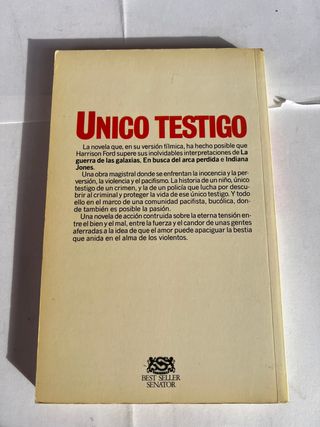 UNICO TESTIGO
La novela que, en su versión fílmica, ha hecho posible que
Harrison Ford supere sus inolvidables interpretaciones de La
guerra de las galaxias, En busca del arca perdida e Indiana
Jones.
Una obra magistral donde se enfrentan la inocencia y la per-
versión, la violencia y el pacifismo. La historia de un niño, único
testigo de un crimen, y la de un policía que lucha por descu-
brir al criminal y proteger la vida de ese único testigo. Y todo
ello en el marco de una comunidad pacifista, bucólica, don-
de también es posible la pasión.
Una novela de acción contruida sobre la eterna tensión en-
tre el bien y el mal, entre la fuerza y el candor de unas gentes
aferradas a la idea de que el amor puede apaciguar la bestia
que anida en el alma de los violentos.
BEST SELLER
SENATOR